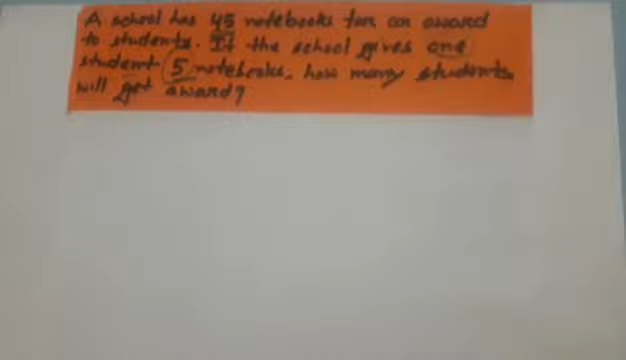 A school has 45 notebooks for an award
to students. If the school gives one
student 5 notebooks, how many students
will get award?